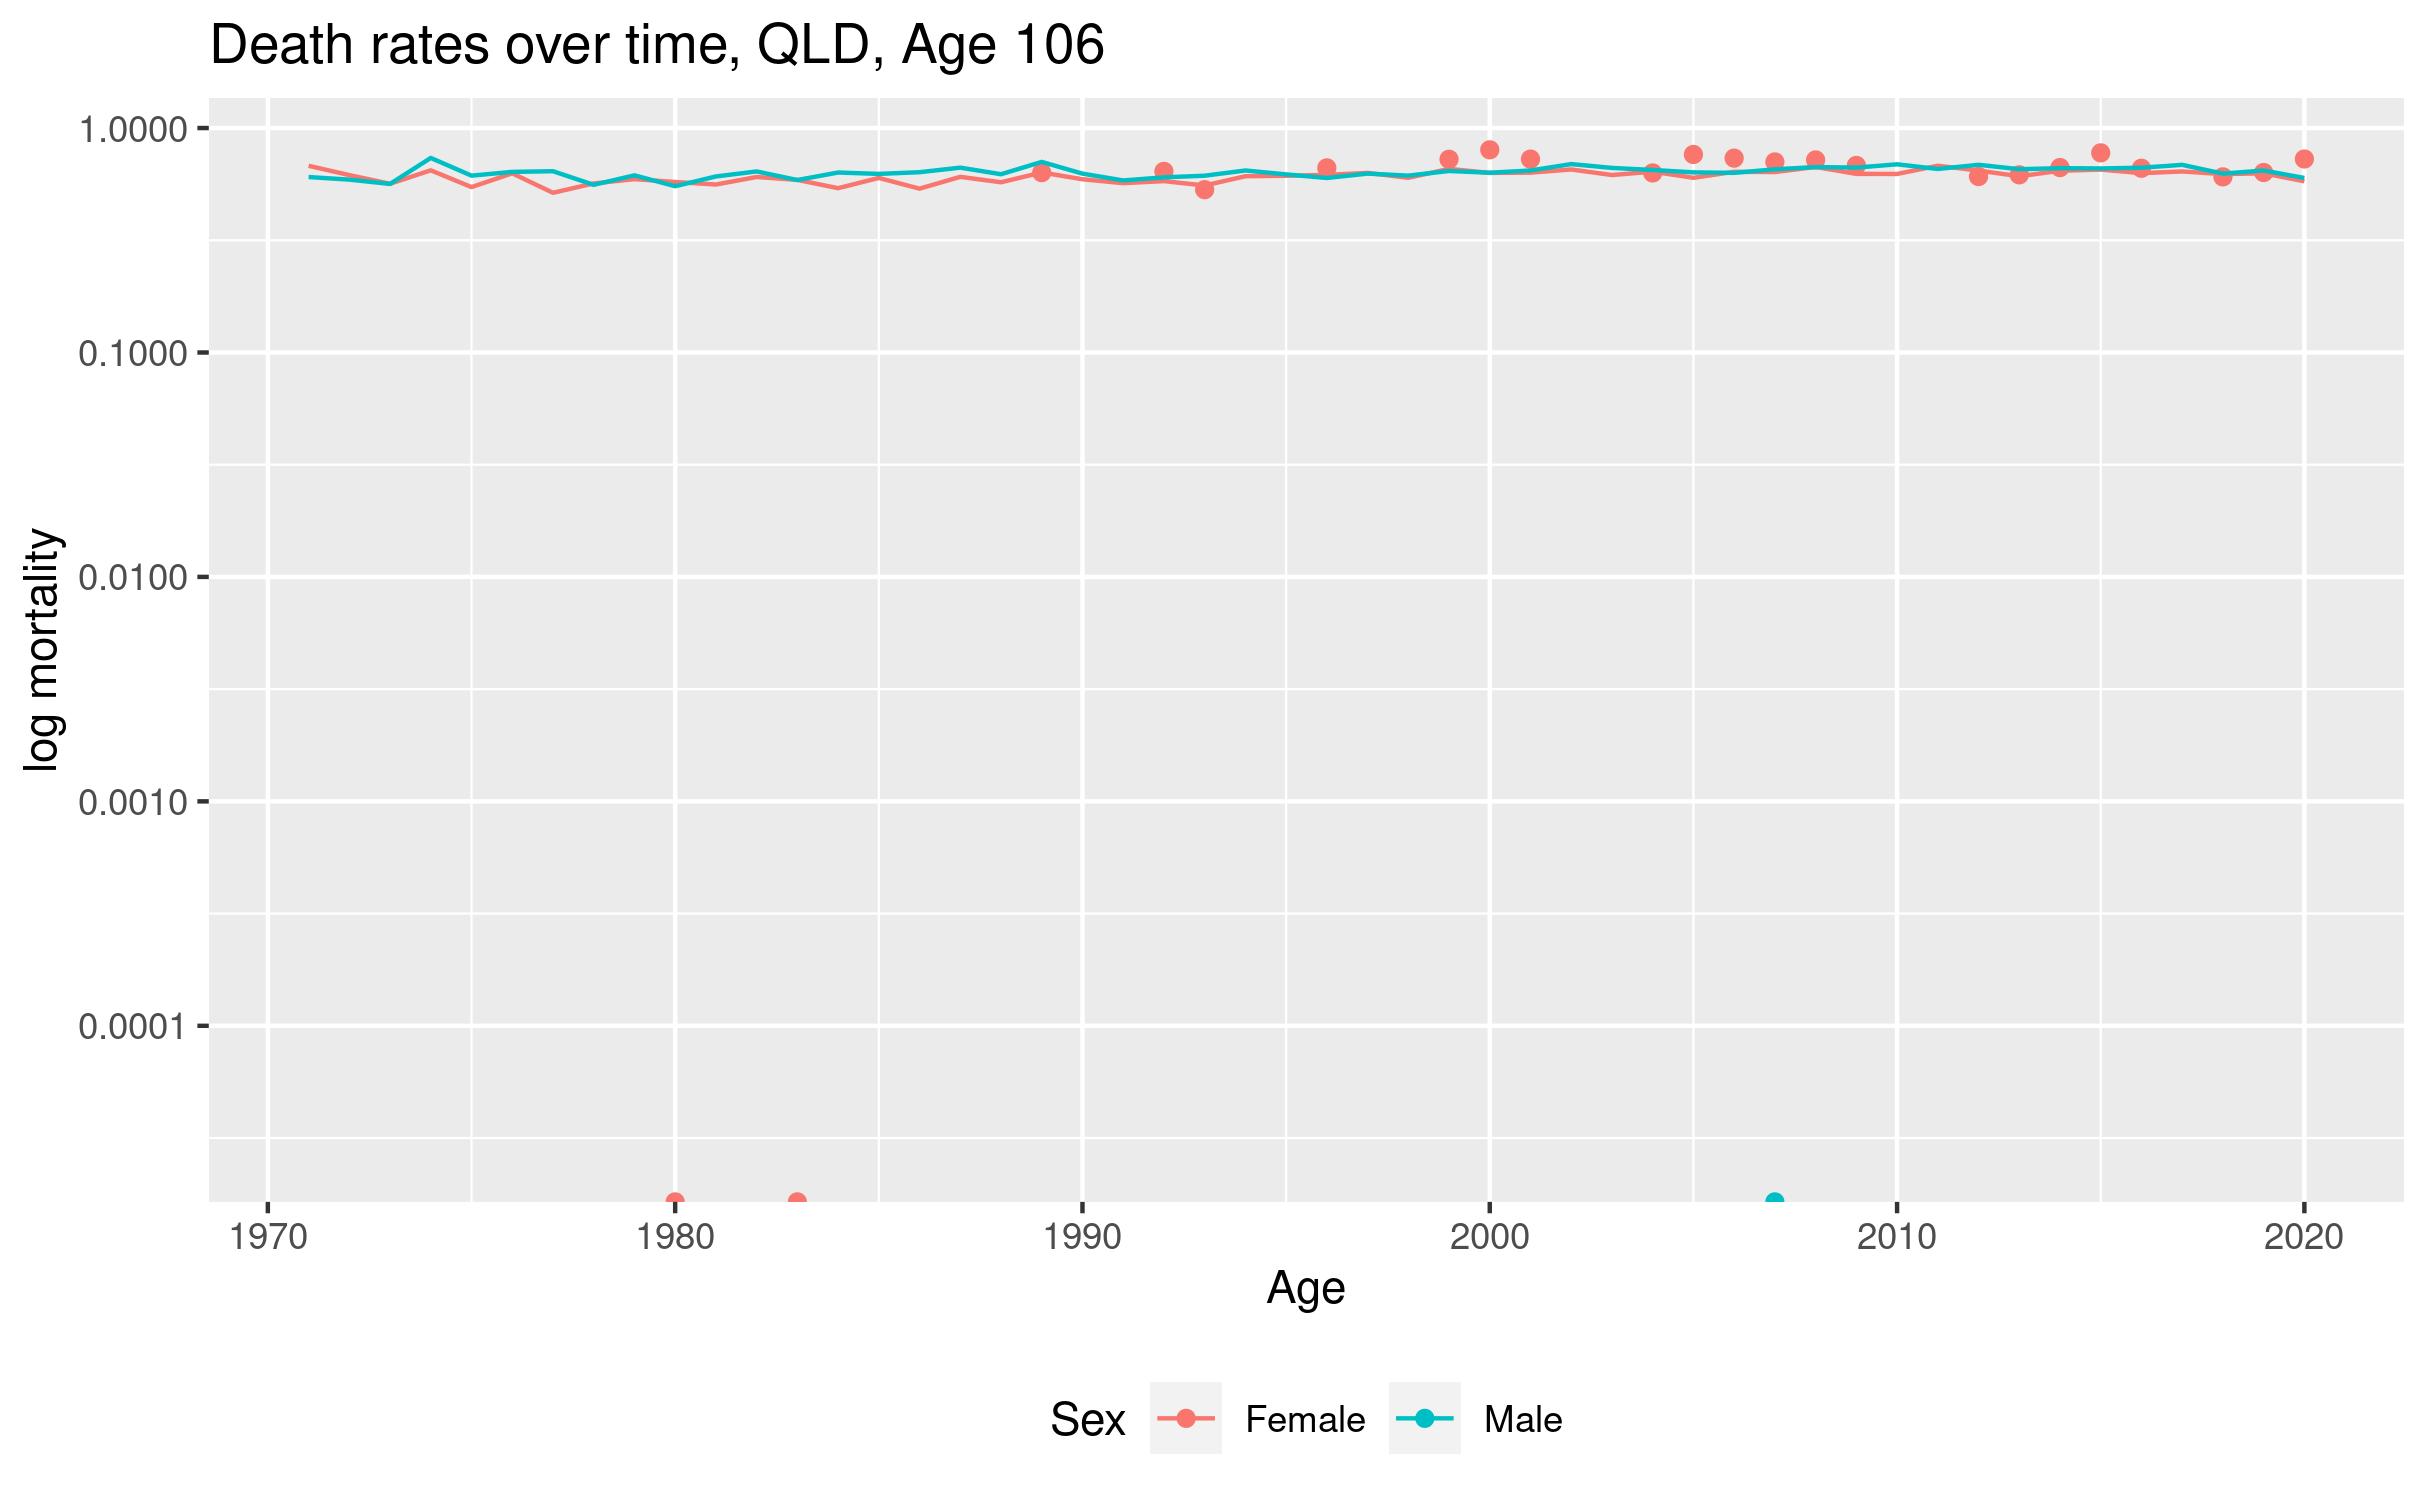 Death rates over time, QLD, Age 106
1.0000
0.1000
0.0100
0.0010
0.0001
log mortality
1970 1980 1990 2000 2010 2020
Age
Sex Female Male